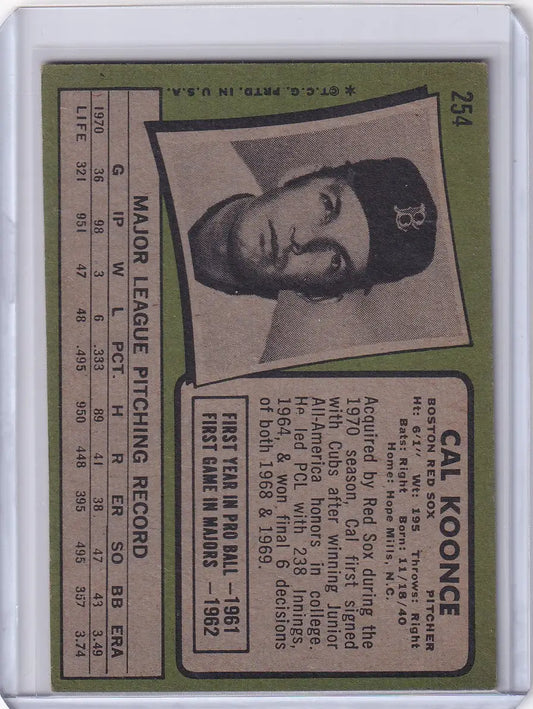 254
*©T.C.G. PRTD. IN U.S.A.
B
CAL KOONCE
BOSTON RED SOX PITCHER
Ht: 6'1" Wt: 195 Throws: Right
Bats: Right Born: 11/18/40
Home: Hope Mills, N.C.
Acquired by Red Sox during the
1970 season, Cal first signed
with Cubs after winning Junior
All-America honors in college.
He led PCL with 238 Innings,
1964, & won final 6 decisions
of both 1968 & 1969.
FIRST YEAR IN PRO BALL —1961
FIRST GAME IN MAJORS —1962
MAJOR LEAGUE PITCHING RECORD
G IP W L PCT. H R ER SO BB ERA
1970 36 98 3 6 .333 89 41 38 47 43 3.49
LIFE 321 951 47 48 .495 950 448 395 495 357 3.74